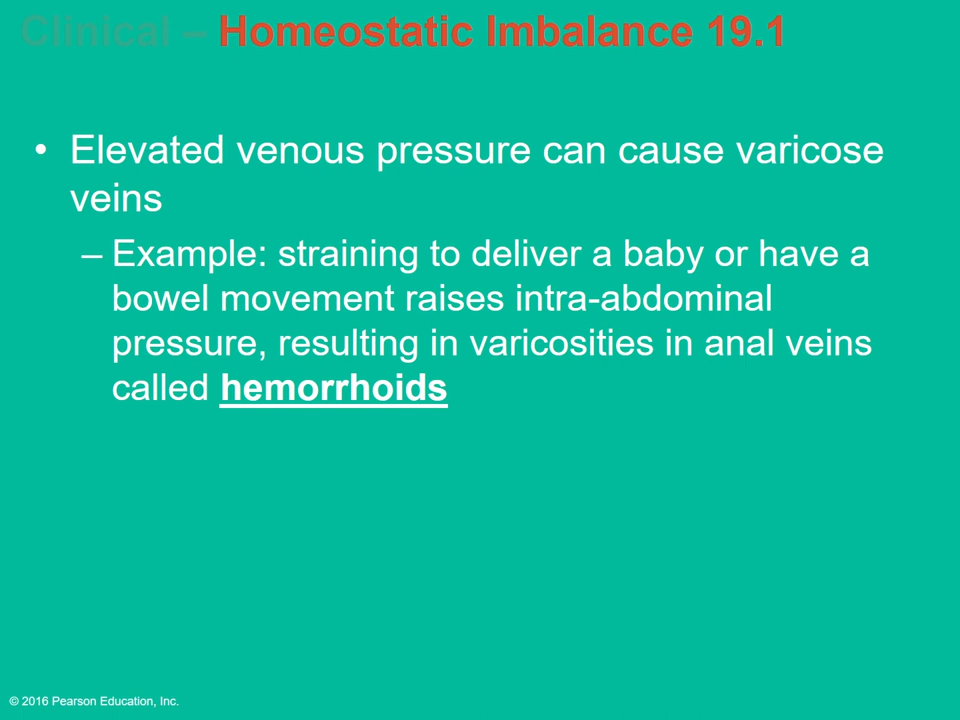 Clinical – Homeostatic Imbalance 19.1
• Elevated venous pressure can cause varicose
veins
– Example: straining to deliver a baby or have a
bowel movement raises intra-abdominal
pressure, resulting in varicosities in anal veins
called hemorrhoids
© 2016 Pearson Education, Inc.